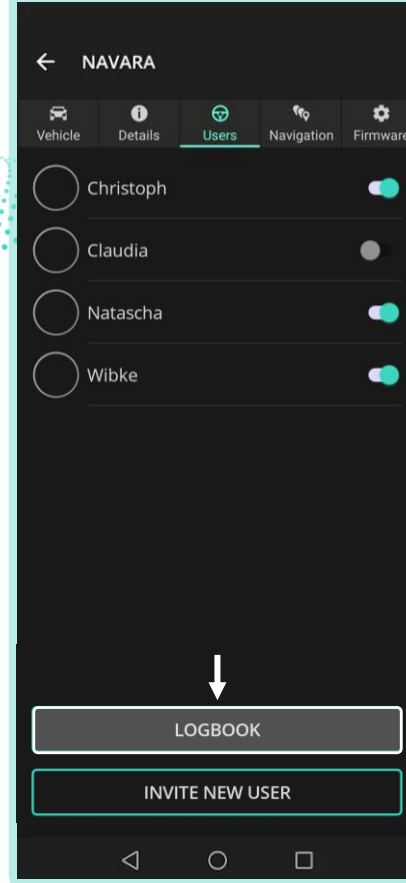 NAVARA
Vehicle Details Users Navigation Firmware
Christoph
Claudia
Natascha
Wibke
LOGBOOK
INVITE NEW USER